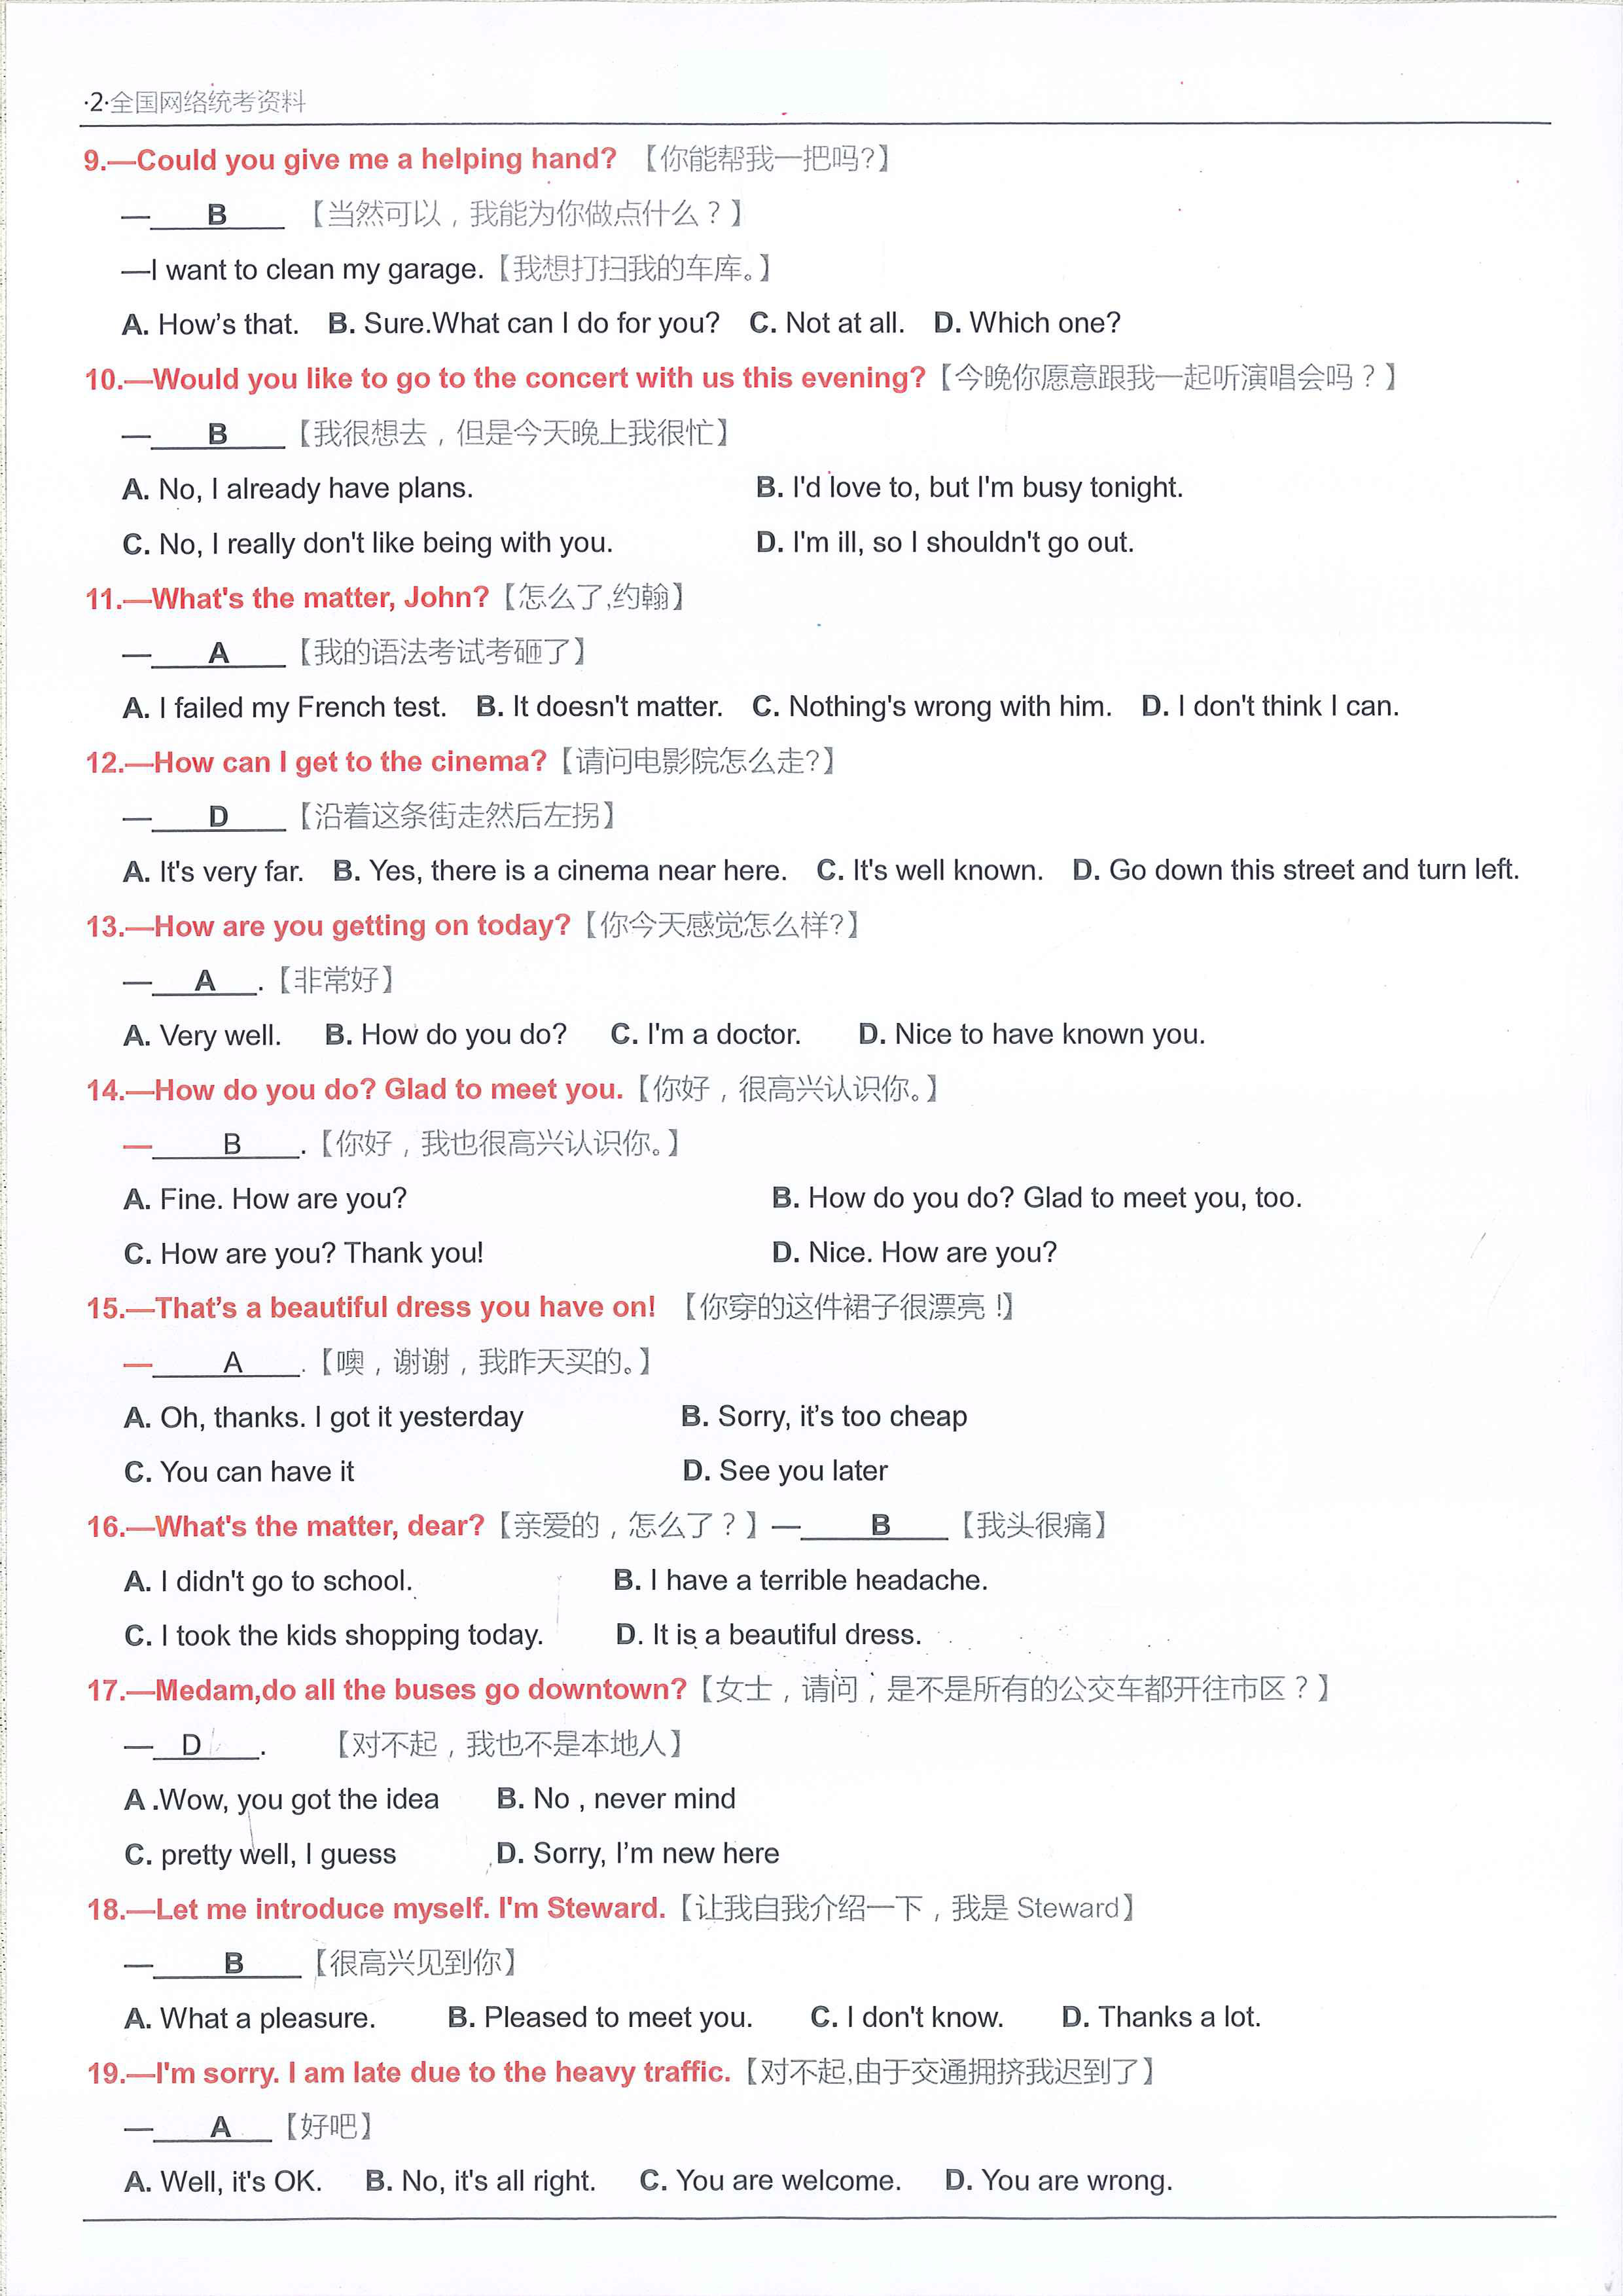 ·2·全国网络统考资料
9.—Could you give me a helping hand? 【你能帮我一把吗?】
—B 【当然可以，我能为你做点什么？】
—I want to clean my garage.【我想打扫我的车库。】
A. How’s that. B. Sure.What can I do for you? C. Not at all. D. Which one?
10.—Would you like to go to the concert with us this evening?【今晚你愿意跟我一起听演唱会吗？】
—B【我很想去，但是今天晚上我很忙】
A. No, I already have plans. B. I'd love to, but I'm busy tonight.
C. No, I really don't like being with you. D. I'm ill, so I shouldn't go out.
11.—What's the matter, John?【怎么了,约翰】
—A【我的语法考试考砸了】
A. I failed my French test. B. It doesn't matter. C. Nothing's wrong with him. D. I don't think I can.
12.—How can I get to the cinema?【请问电影院怎么走?】
—D【沿着这条街走然后左拐】
A. It's very far. B. Yes, there is a cinema near here. C. It's well known. D. Go down this street and turn left.
13.—How are you getting on today?【你今天感觉怎么样?】
—A.【非常好】
A. Very well. B. How do you do? C. I'm a doctor. D. Nice to have known you.
14.—How do you do? Glad to meet you.【你好，很高兴认识你。】
—B.【你好，我也很高兴认识你。】
A. Fine. How are you? B. How do you do? Glad to meet you, too.
C. How are you? Thank you! D. Nice. How are you?
15.—That’s a beautiful dress you have on! 【你穿的这件裙子很漂亮！】
—A.【噢，谢谢，我昨天买的。】
A. Oh, thanks. I got it yesterday B. Sorry, it’s too cheap
C. You can have it D. See you later
16.—What's the matter, dear?【亲爱的，怎么了？】—B【我头很痛】
A. I didn't go to school. B. I have a terrible headache.
C. I took the kids shopping today. D. It is a beautiful dress.
17.—Medam,do all the buses go downtown?【女士，请问，是不是所有的公交车都开往市区？】
—D. 【对不起，我也不是本地人】
A .Wow, you got the idea B. No , never mind
C. pretty well, I guess D. Sorry, I’m new here
18.—Let me introduce myself. I'm Steward.【让我自我介绍一下，我是 Steward】
—B【很高兴见到你】
A. What a pleasure. B. Pleased to meet you. C. I don't know. D. Thanks a lot.
19.—I'm sorry. I am late due to the heavy traffic.【对不起,由于交通拥挤我迟到了】
—A【好吧】
A. Well, it's OK. B. No, it's all right. C. You are welcome. D. You are wrong.